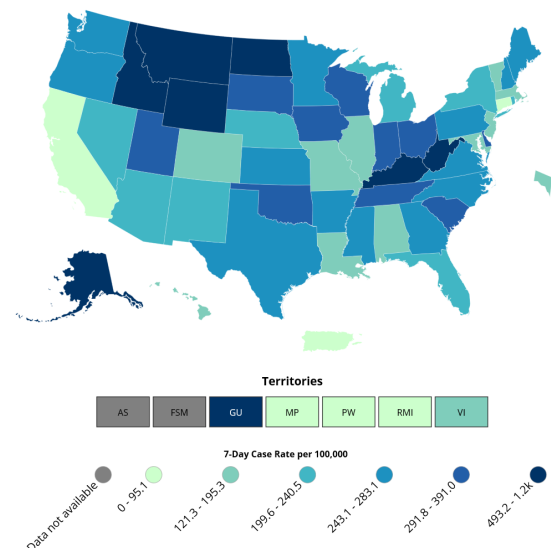 Territories
AS FSM GU MP PW RMI VI
7-Day Case Rate per 100,000
Data not available 0 - 95.1 121.3 - 195.3 199.6 - 240.5 243.1 - 283.1 291.8 - 391.0 493.2 - 1.2k